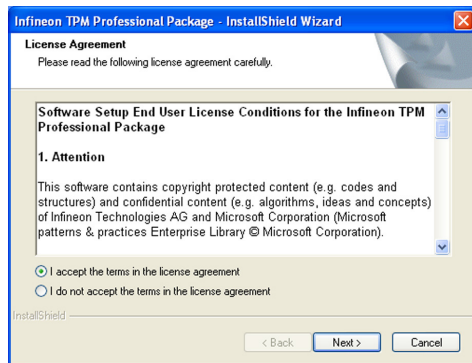 Infineon TPM Professional Package - InstallShield Wizard
License Agreement
Please read the following license agreement carefully.
Software Setup End User License Conditions for the Infineon TPM
Professional Package
1. Attention
This software contains copyright protected content (e.g. codes and
structures) and confidential content (e.g. algorithms, ideas and concepts)
of Infineon Technologies AG and Microsoft Corporation (Microsoft
patterns & practices Enterprise Library © Microsoft Corporation).
I accept the terms in the license agreement
I do not accept the terms in the license agreement
InstallShield
< Back
Next >
Cancel